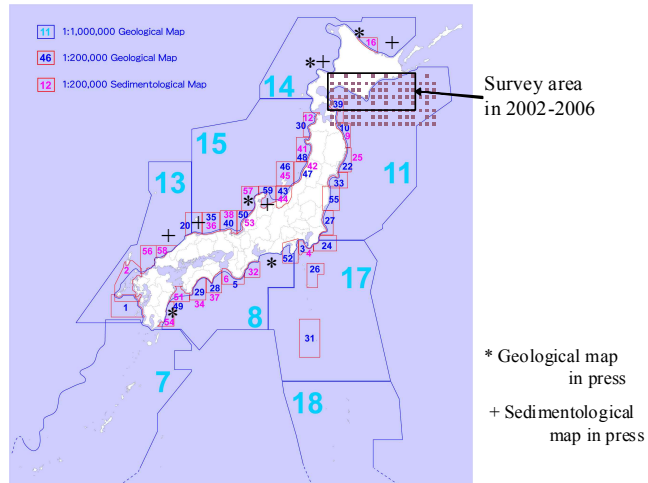 11 1:1,000,000 Geological Map
46 1:200,000 Geological Map
12 1:200,000 Sedimentological Map
* 16 +
* +
14
Survey area
in 2002-2006
39
12
30 10
9
15
41 25
48
46 42 22
45 47
13 11
33
57 59 43
* + 44
55
20 + 35 38 50
36 40 53 27
+
56 58 24
52 3 4
2 *
32 26 17
6 5
28
29 37
51 34
49
1 *
54
8
31
7
18
* Geological map
in press
+ Sedimentological
map in press